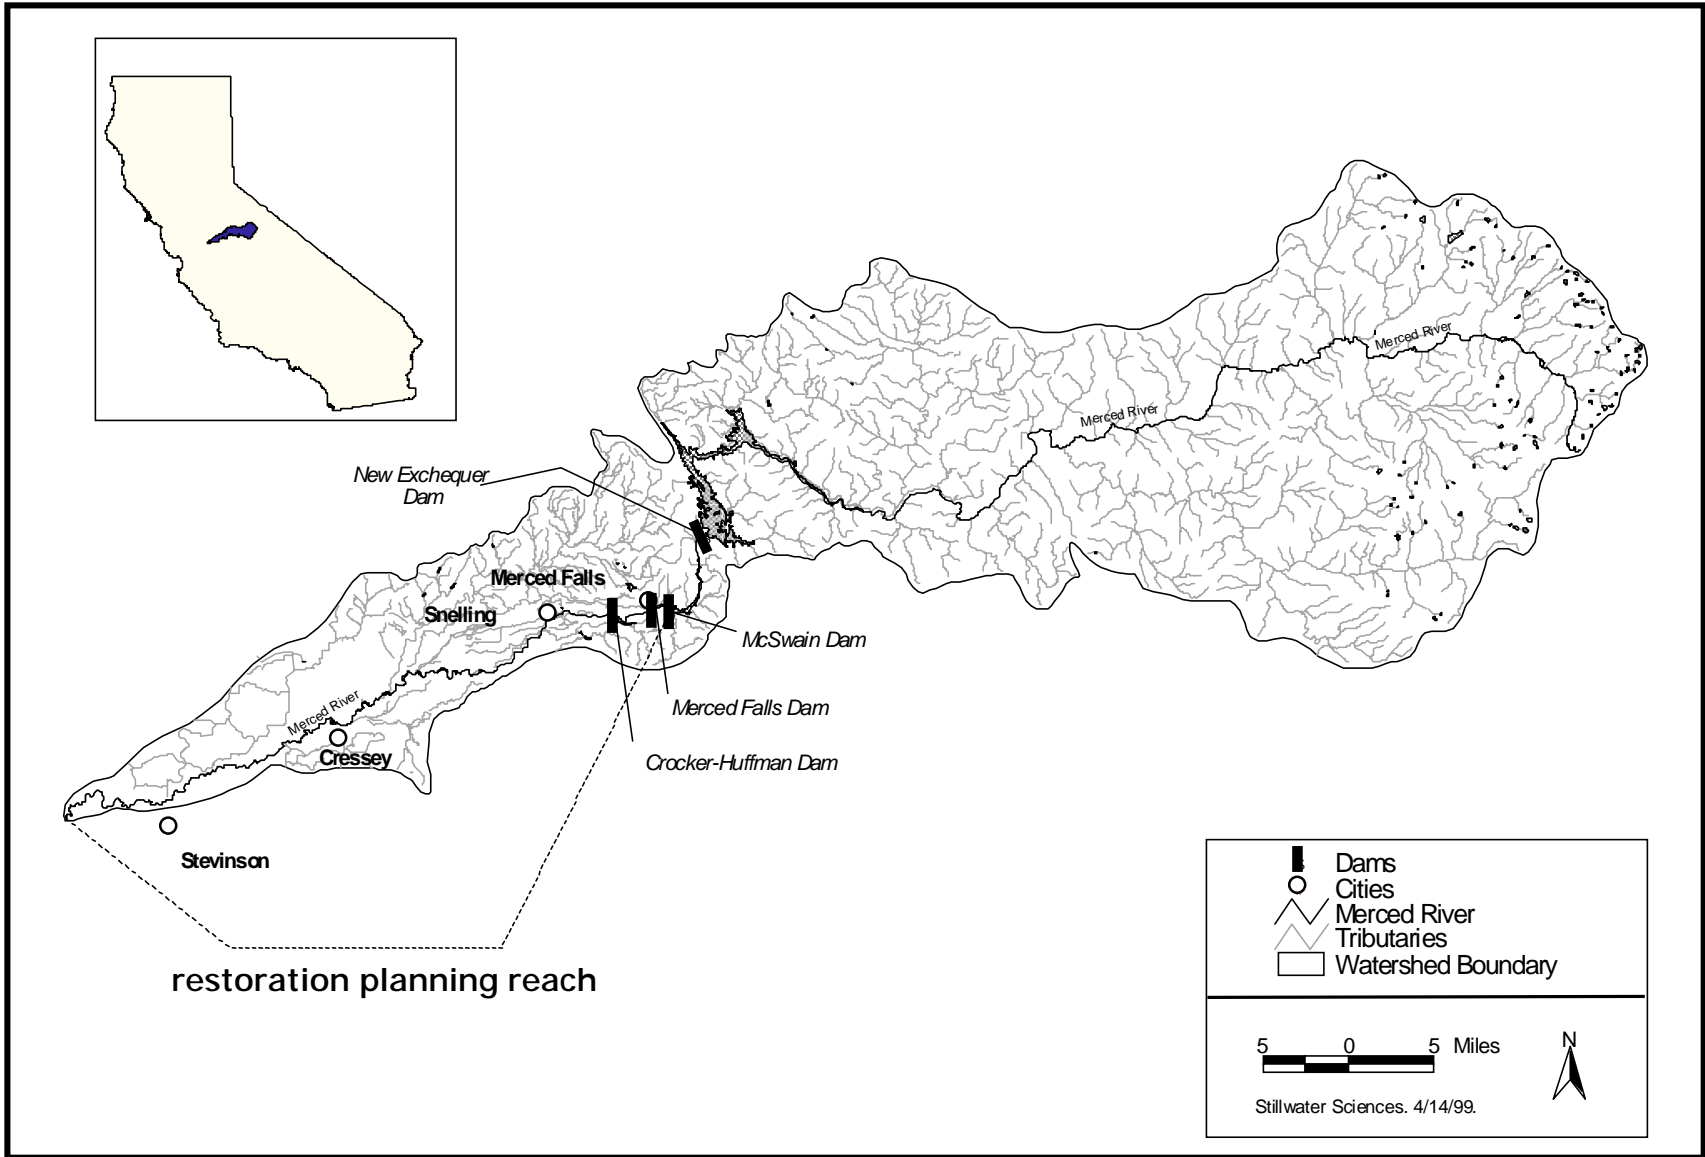 Merced River
Merced River
New Exchequer
Dam
Merced Falls
Snelling
McSwain Dam
Merced River
Merced Falls Dam
Cressey
Crocker-Huffman Dam
Stevinson
restoration planning reach
Dams
Cities
Merced River
Tributaries
Watershed Boundary
5 0 5 Miles
N
Stillwater Sciences. 4/14/99.